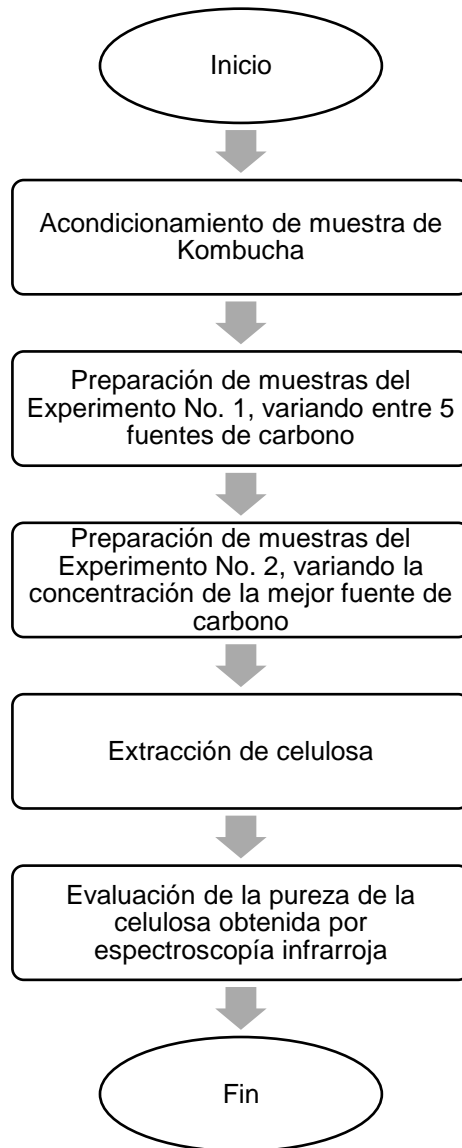 Inicio
Acondicionamiento de muestra de
Kombucha
Preparación de muestras del
Experimento No. 1, variando entre 5
fuentes de carbono
Preparación de muestras del
Experimento No. 2, variando la
concentración de la mejor fuente de
carbono
Extracción de celulosa
Evaluación de la pureza de la
celulosa obtenida por
espectroscopía infrarroja
Fin